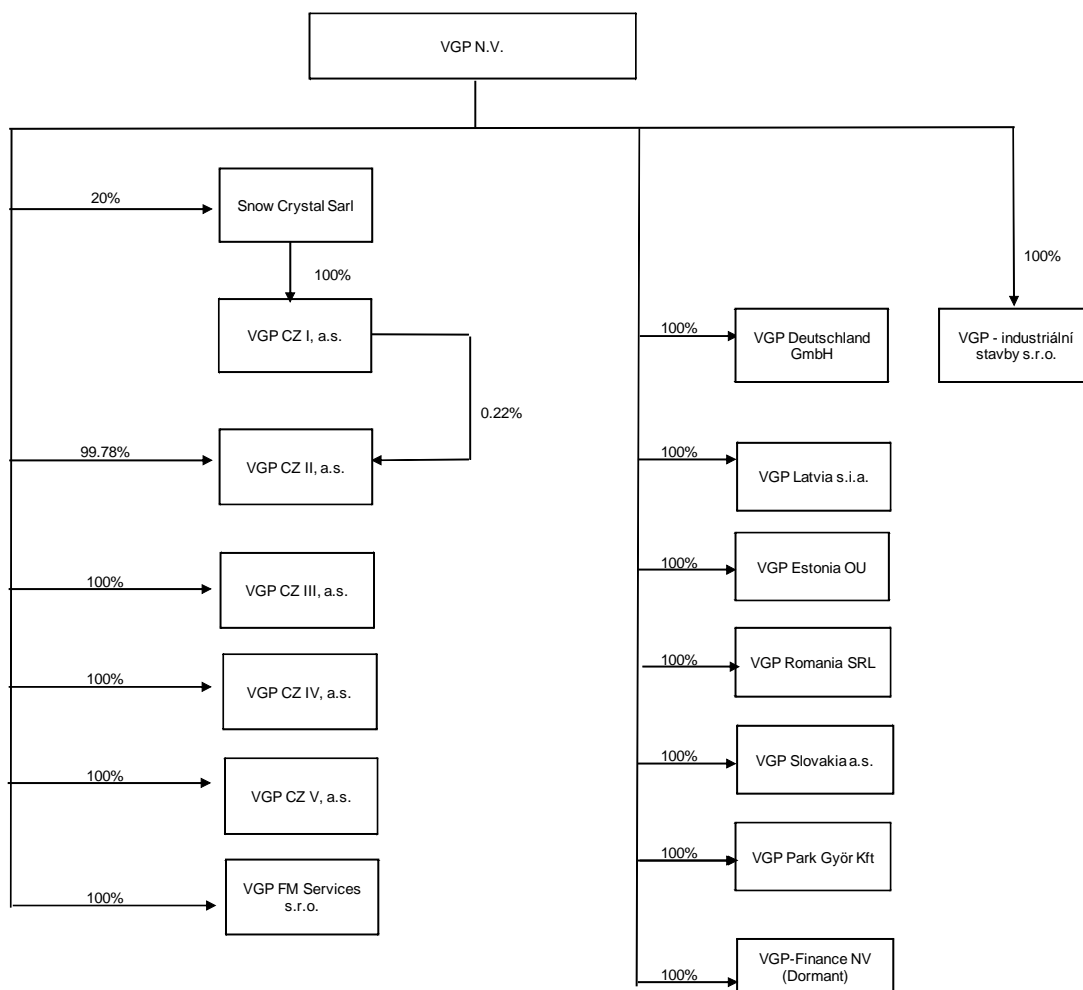 VGP N.V.
20%
Snow Crystal Sarl
100%
VGP CZ I, a.s.
0.22%
99.78%
VGP CZ II, a.s.
100%
VGP CZ III, a.s.
100%
VGP CZ IV, a.s.
100%
VGP CZ V, a.s.
100%
VGP FM Services
s.r.o.
100%
VGP Deutschland
GmbH
100%
VGP - industriální
stavby s.r.o.
100%
VGP Latvia s.i.a.
100%
VGP Estonia OU
100%
VGP Romania SRL
100%
VGP Slovakia a.s.
100%
VGP Park Györ Kft
100%
VGP-Finance NV
(Dormant)